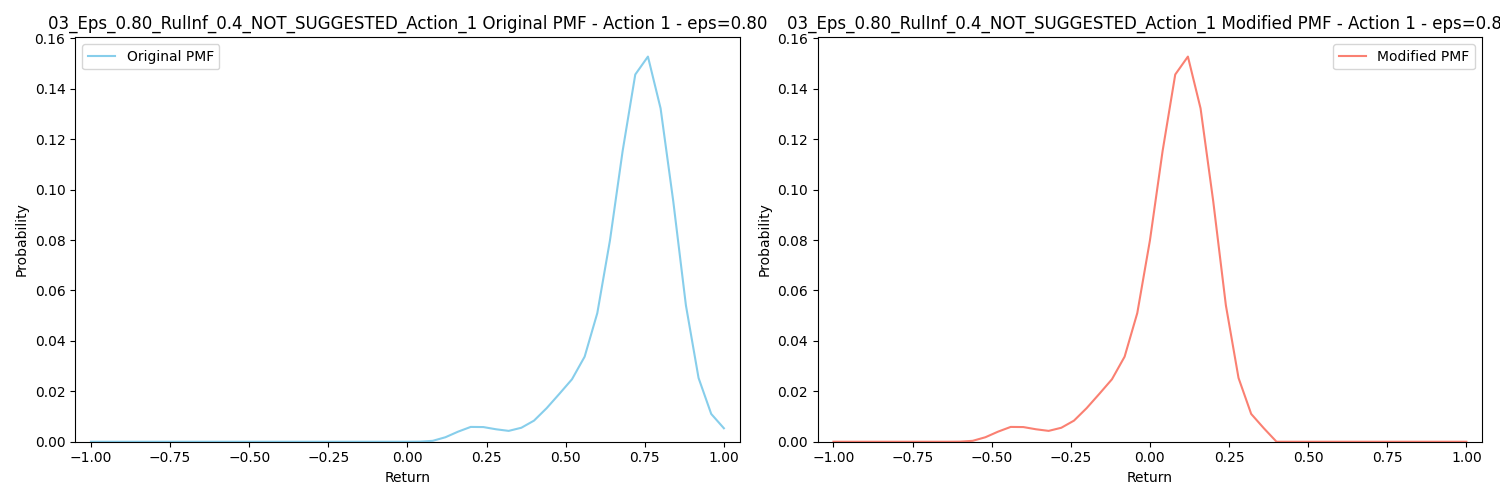 03_Eps_0.80_RulInf_0.4_NOT_SUGGESTED_Action_1 Original PMF - Action 1 - eps=0.80
Original PMF
Probability
0.16
0.14
0.12
0.10
0.08
0.06
0.04
0.02
0.00
−1.00 −0.75 −0.50 −0.25 0.00 0.25 0.50 0.75 1.00
Return
03_Eps_0.80_RulInf_0.4_NOT_SUGGESTED_Action_1 Modified PMF - Action 1 - eps=0.8
Modified PMF
Probability
0.16
0.14
0.12
0.10
0.08
0.06
0.04
0.02
0.00
−1.00 −0.75 −0.50 −0.25 0.00 0.25 0.50 0.75 1.00
Return